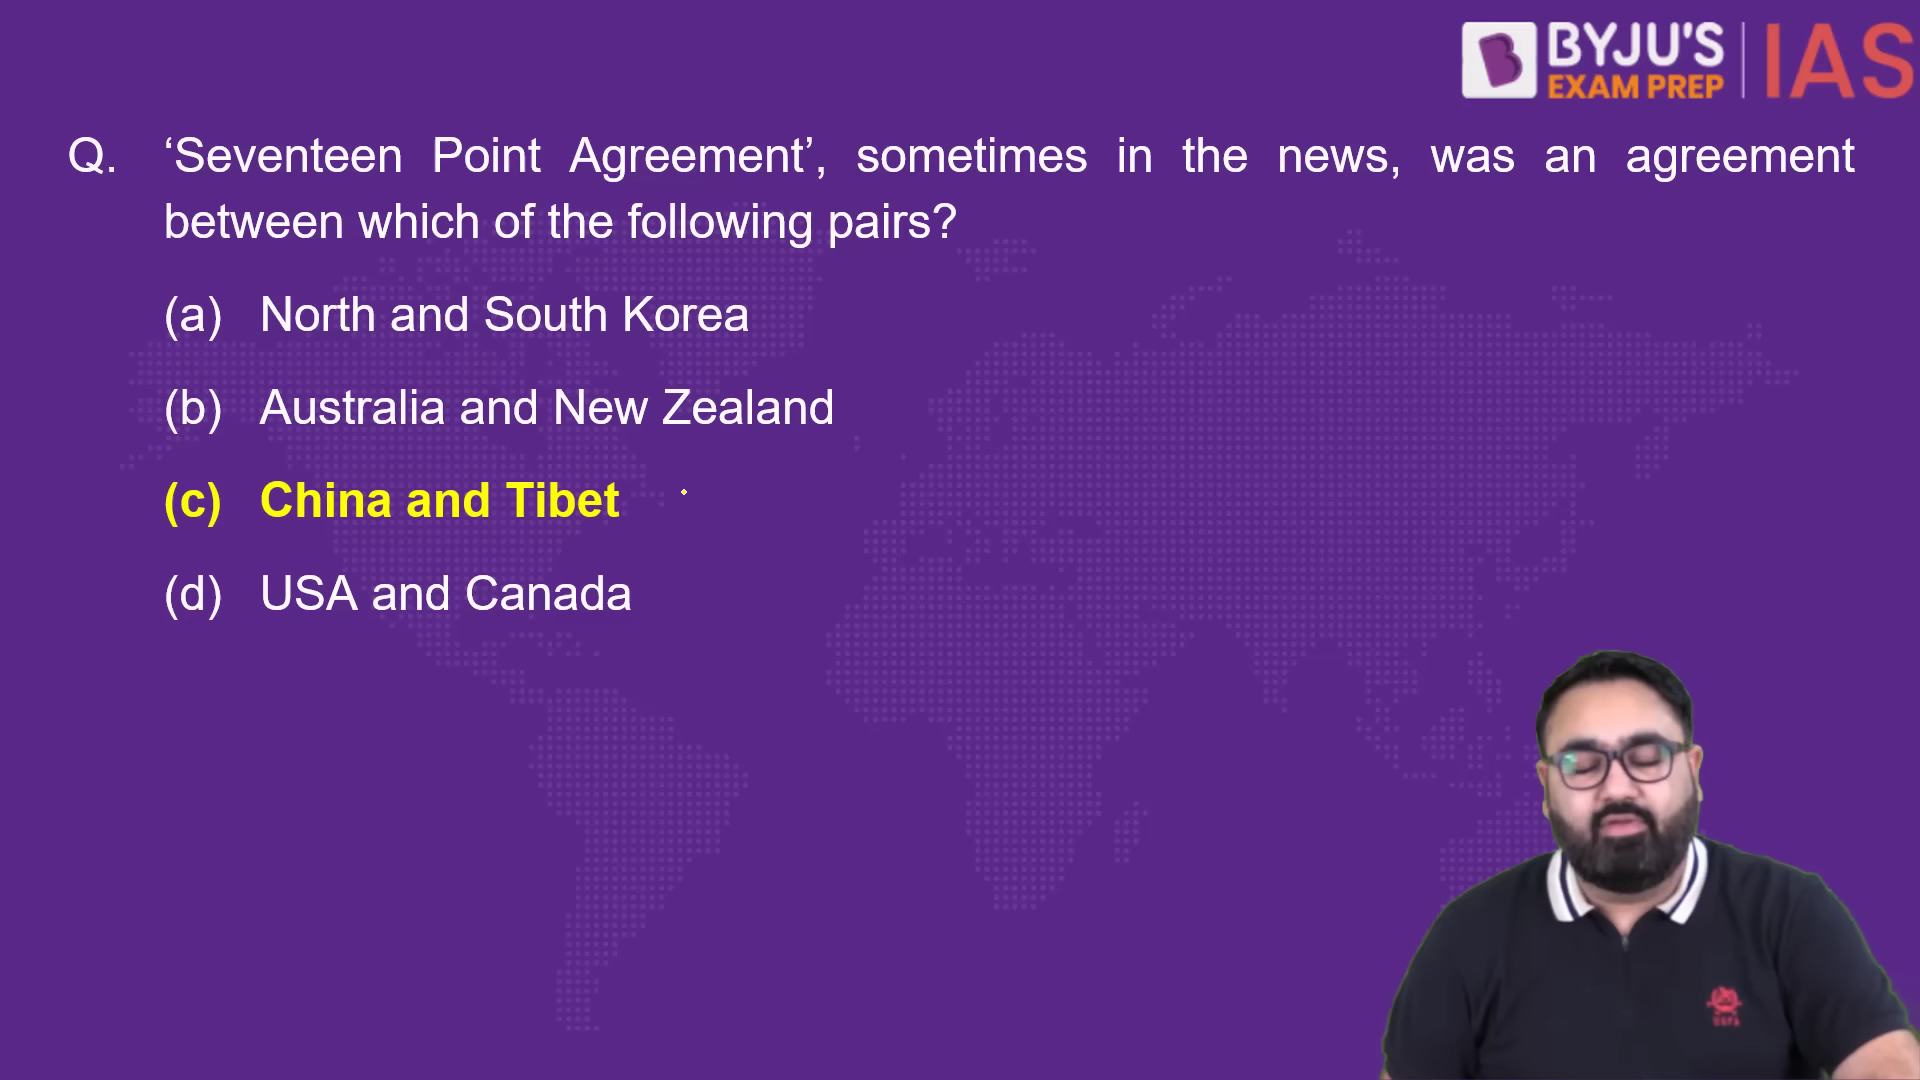 BYJU'S
EXAM PREP
IAS
Q. ‘Seventeen Point Agreement’, sometimes in the news, was an agreement
between which of the following pairs?
(a) North and South Korea
(b) Australia and New Zealand
(c) China and Tibet
(d) USA and Canada